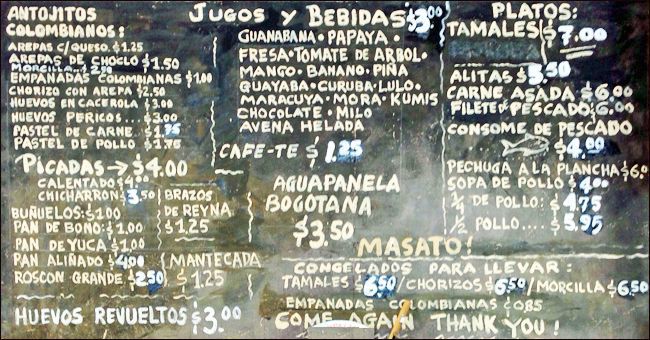 ANTOJITOS
COLOMBIANOS:
AREPAS C/QUESO $1.25
AREPAS DE CHOCLO $1.50
MORCILLA $2.50
EMPANADAS COLOMBIANAS $1.00
CHORIZO CON AREPA $2.50
HUEVOS EN CACEROLA $3.00
HUEVOS PERICOS... $3.00
PASTEL DE CARNE. $1.75
PASTEL DE POLLO. $1.75
PICADAS → $4.00
CALENTADO $4.00
CHICHARRON $3.50
BUÑUELOS: $1.00
PAN DE BONO: $1.00
PAN DE YUCA $1.00
PAN ALIÑADO $4.00
ROSCON GRANDE $2.50
BRAZOS
DE REYNA
$1.25
MANTECADA
$1.25
HUEVOS REVUELTOS $3.00
JUGOS Y BEBIDAS $3.00
GUANABANA · PAPAYA ·
FRESA · TOMATE DE ARBOL ·
MANGO · BANANO · PIÑA
GUAYABA · CURUBA · LULO ·
MARACUYA · MORA · KUMIS
CHOCOLATE · MILO
AVENA HELADA
CAFE-TE $1.25
AGUAPANELA
BOGOTANA
$3.50
MASATO!
PLATOS:
TAMALES $7.00
ALITAS $5.50
CARNE ASADA $6.00
FILETE DE PESCADO $6.00
CONSOME DE PESCADO
$4.00
PECHUGA A LA PLANCHA $6.0
SOPA DE POLLO $4.00
1/4 DE POLLO: $4.75
1/2 POLLO.... $5.95
CONGELADOS PARA LLEVAR:
TAMALES $6.50/CHORIZOS $6.50/MORCILLA $6.50
EMPANADAS COLOMBIANAS 085
COME AGAIN THANK YOU!